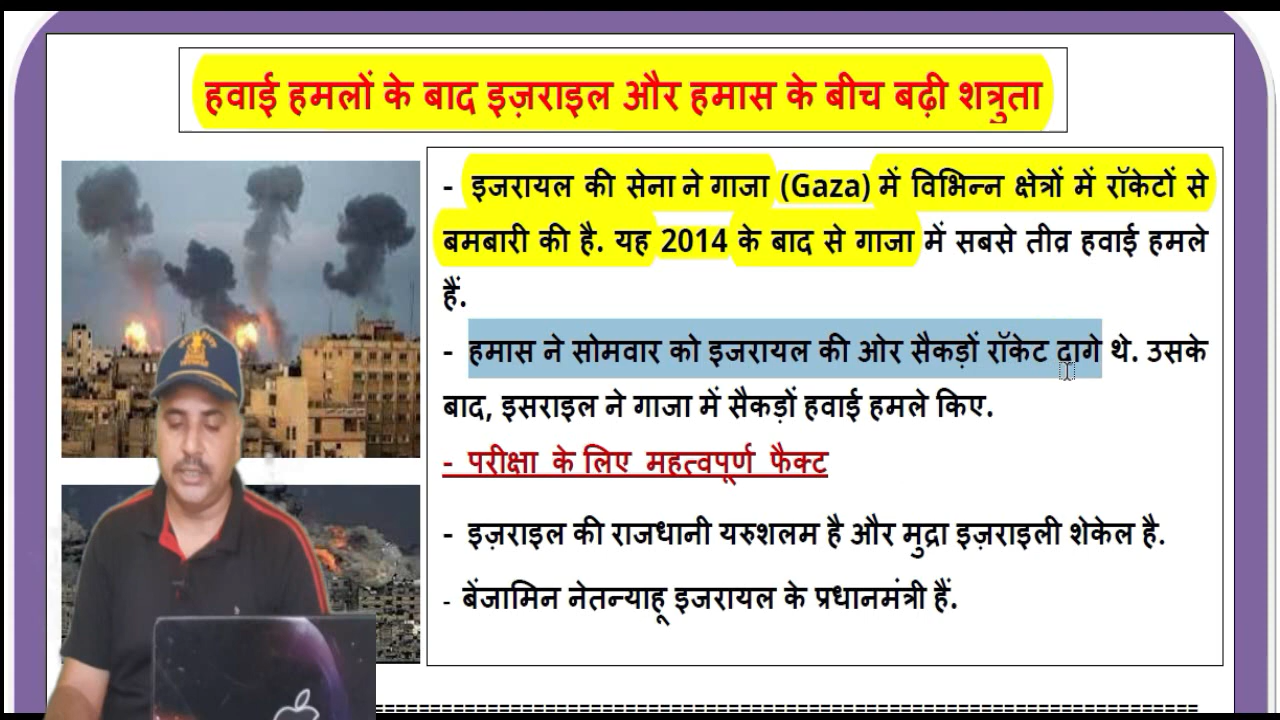 हवाई हमलों के बाद इज़राइल और हमास के बीच बढ़ी शत्रुता
- इजरायल की सेना ने गाजा (Gaza) में विभिन्न क्षेत्रों में रॉकेटों से
बमबारी की है. यह 2014 के बाद से गाजा में सबसे तीव्र हवाई हमले
हैं.
- हमास ने सोमवार को इजरायल की ओर सैकड़ों रॉकेट दागे थे. उसके
बाद, इसराइल ने गाजा में सैकड़ों हवाई हमले किए.
- परीक्षा के लिए महत्वपूर्ण फैक्ट
- इज़राइल की राजधानी यरुशलम है और मुद्रा इज़राइली शेकेल है.
- बेंजामिन नेतन्याहू इजरायल के प्रधानमंत्री हैं.